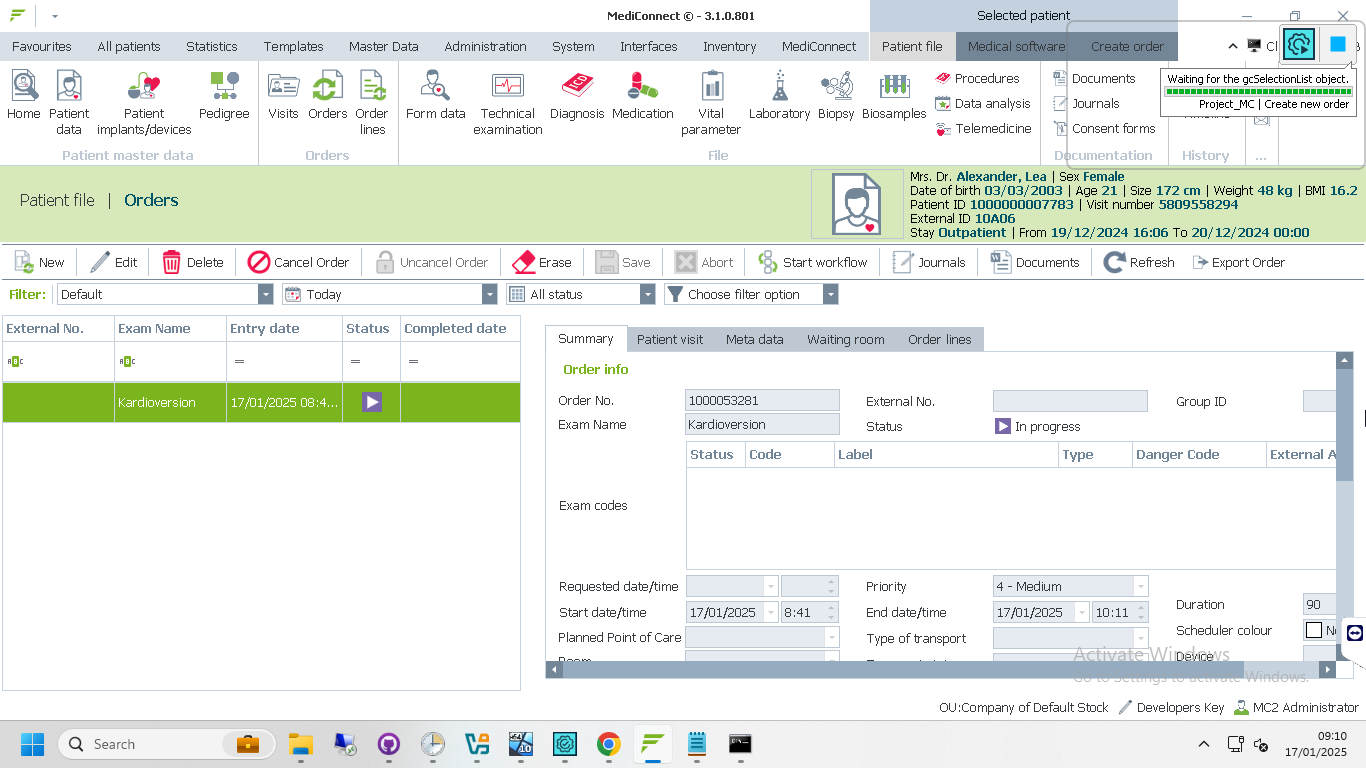 MediConnect © - 3.1.0.801
Selected patient
Favourites All patients Statistics Templates Master Data Administration System Interfaces Inventory MediConnect Patient file Medical software Create order
Waiting for the gcSelectionList object.
Project_MC | Create new order
Home
Patient data
Patient implants/devices
Pedigree
Patient master data
Visits
Orders
Order lines
Orders
Form data
Technical examination
Diagnosis
Medication
Vital parameter
Laboratory
Biopsy
Biosamples
Procedures
Data analysis
Telemedicine
File
Documents
Journals
Consent forms
Documentation
History
...
Patient file | Orders
Mrs. Dr. Alexander, Lea | Sex Female
Date of birth 03/03/2003 | Age 21 | Size 172 cm | Weight 48 kg | BMI 16.2
Patient ID 1000000007783 | Visit number 5809558294
External ID 10A06
Stay Outpatient | From 19/12/2024 16:06 To 20/12/2024 00:00
New Edit Delete Cancel Order Uncancel Order Erase Save Abort Start workflow Journals Documents Refresh Export Order
Filter: Default Today All status Choose filter option
External No. Exam Name Entry date Status Completed date
ABC ABC = = =
Kardioversion 17/01/2025 08:4...
Summary Patient visit Meta data Waiting room Order lines
Order info
Order No. 1000053281 External No. Group ID
Exam Name Kardioversion Status In progress
Status Code Label Type Danger Code External A
Exam codes
Requested date/time Priority 4 - Medium
Start date/time 17/01/2025 8:41 End date/time 17/01/2025 10:11 Duration 90
Planned Point of Care Type of transport Scheduler colour
Room Device
Activate Windows
Go to Settings to activate Windows.
OU:Company of Default Stock Developers Key MC2 Administrator
Search
09:10
17/01/2025